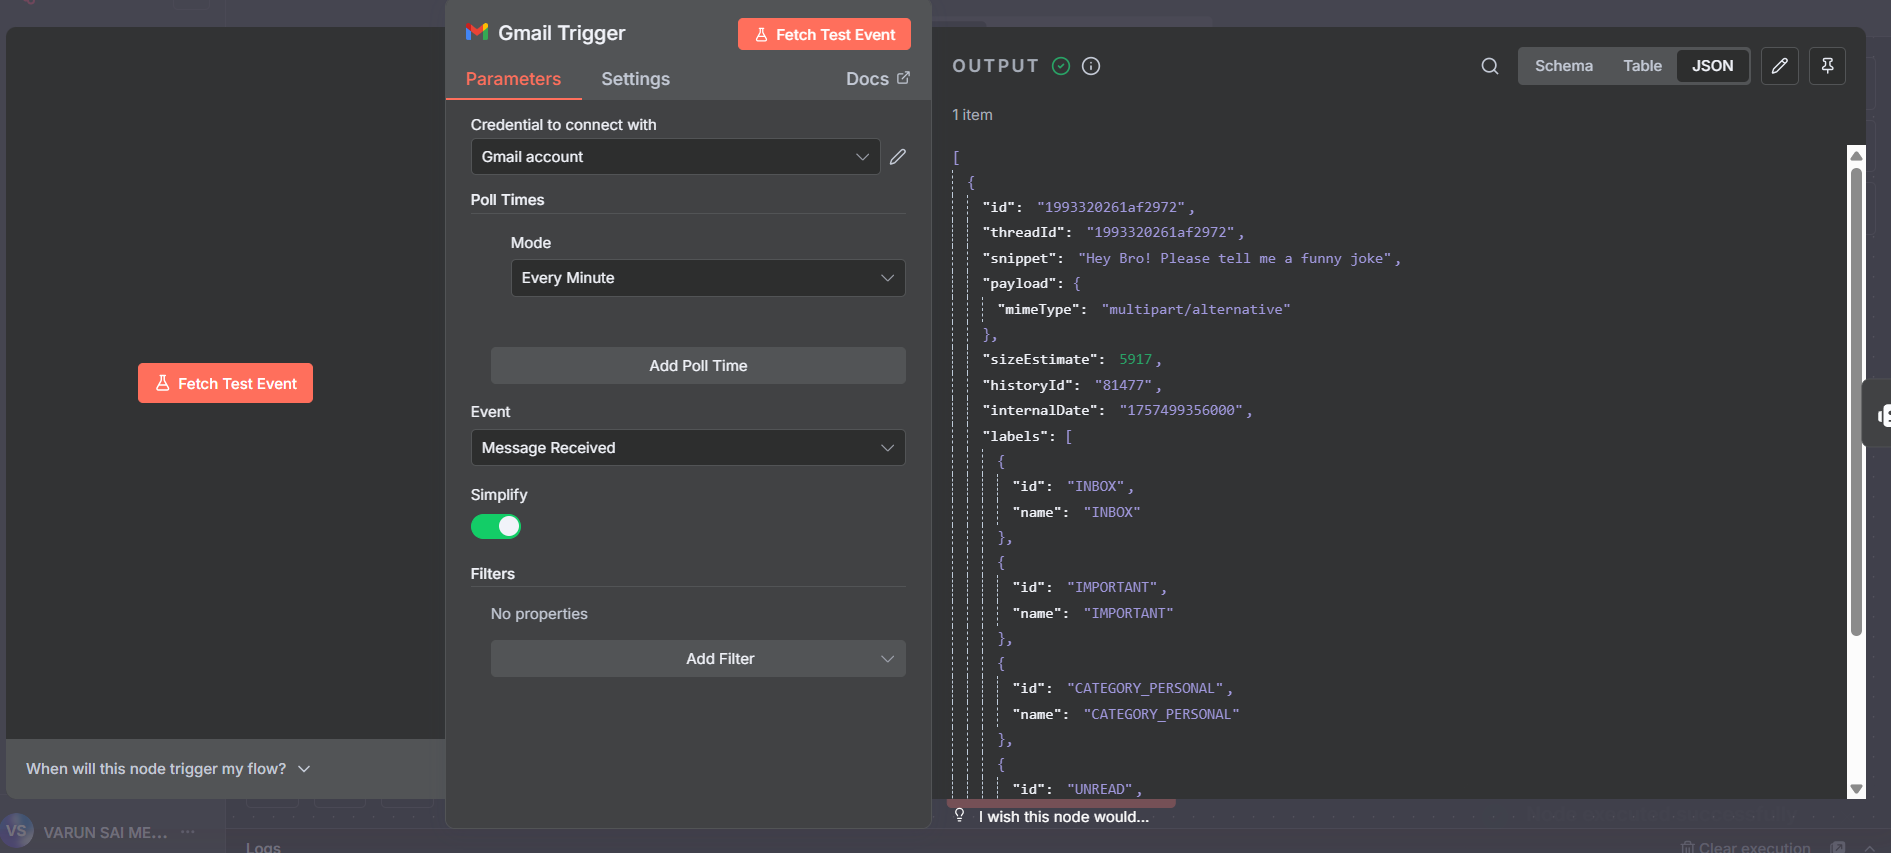 Gmail Trigger
Fetch Test Event
Parameters
Settings
Docs
Credential to connect with
Gmail account
Poll Times
Mode
Every Minute
Add Poll Time
Event
Message Received
Simplify
Filters
No properties
Add Filter
Fetch Test Event
When will this node trigger my flow?
VS
VARUN SAI ME...
Logs
OUTPUT
Schema
Table
JSON
1 item
[
{
"id": "1993320261af2972",
"threadId": "1993320261af2972",
"snippet": "Hey Bro! Please tell me a funny joke",
"payload": {
"mimeType": "multipart/alternative"
},
"sizeEstimate": 5917,
"historyId": "81477",
"internalDate": "1757499356000",
"labels": [
{
"id": "INBOX",
"name": "INBOX"
},
{
"id": "IMPORTANT",
"name": "IMPORTANT"
},
{
"id": "CATEGORY_PERSONAL",
"name": "CATEGORY_PERSONAL"
},
{
"id": "UNREAD",
I wish this node would...
Clear execution